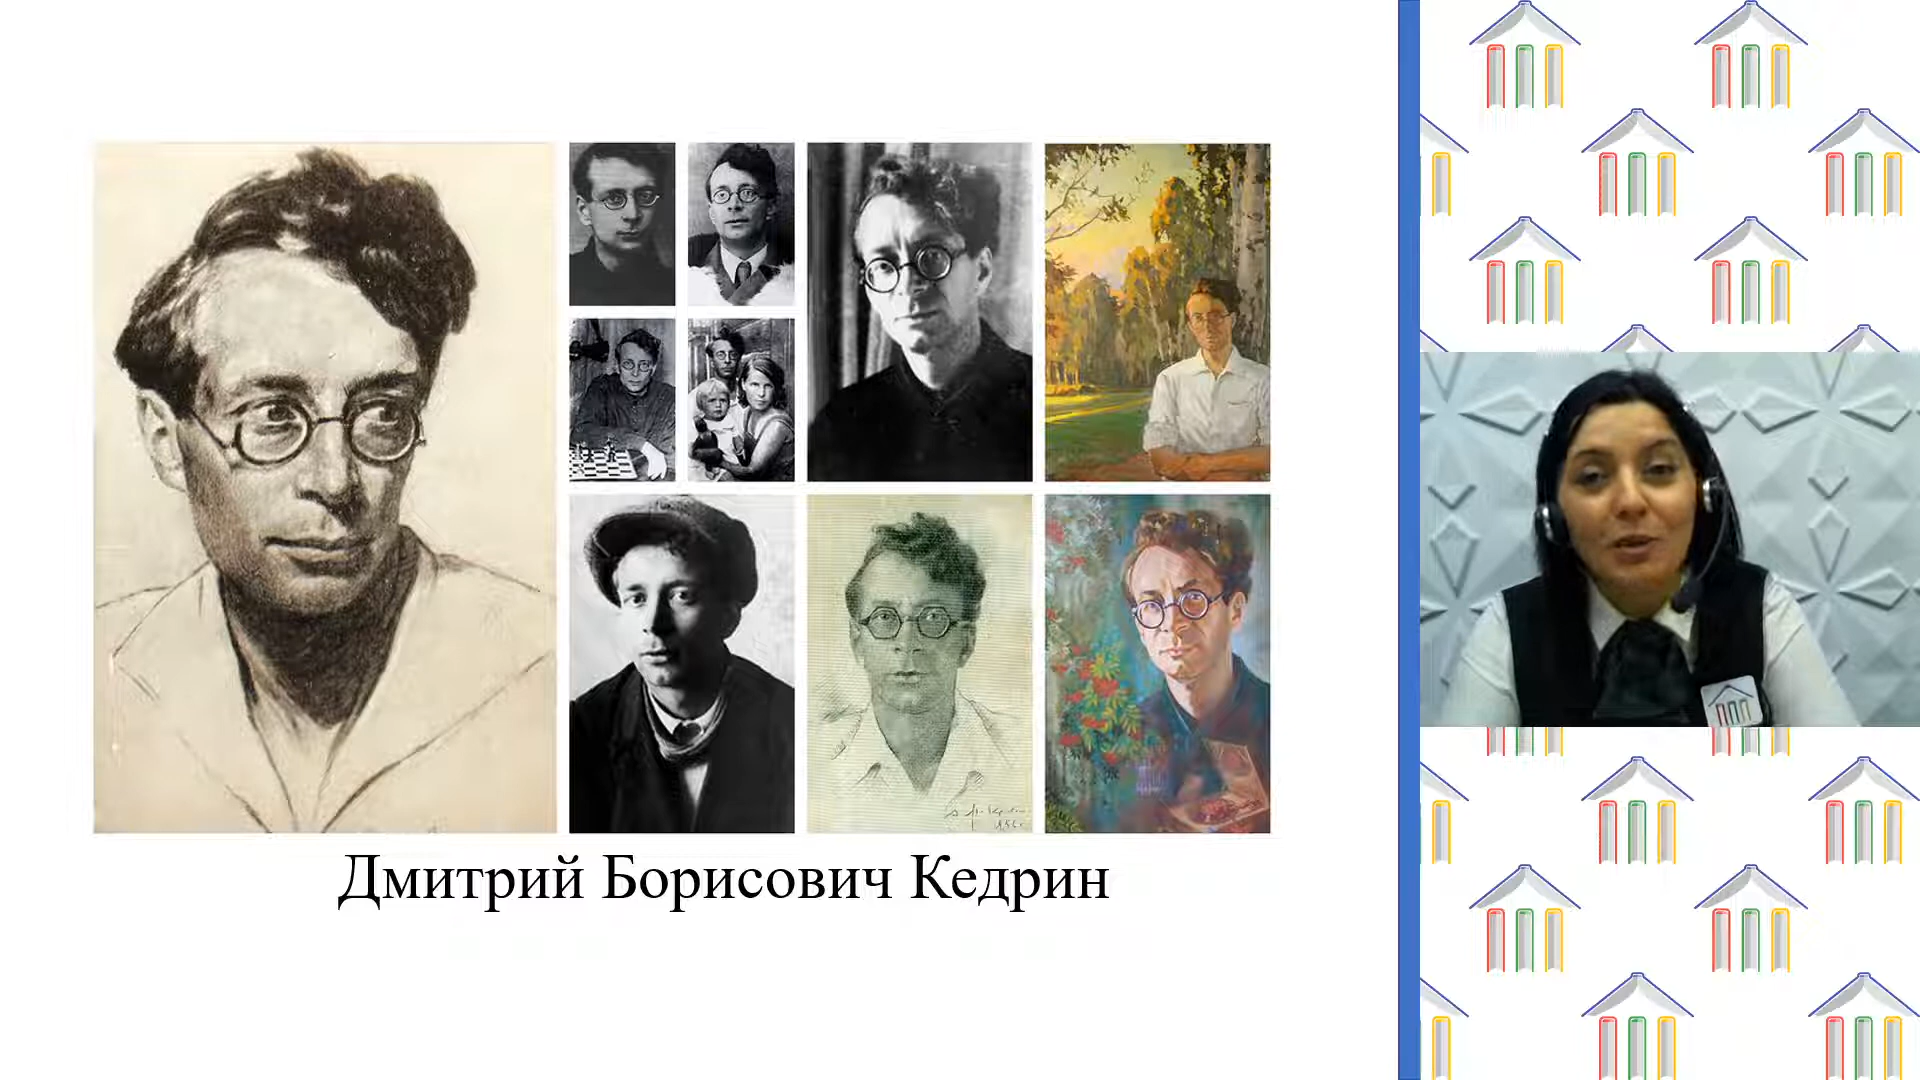 Дмитрий Борисович Кедрин